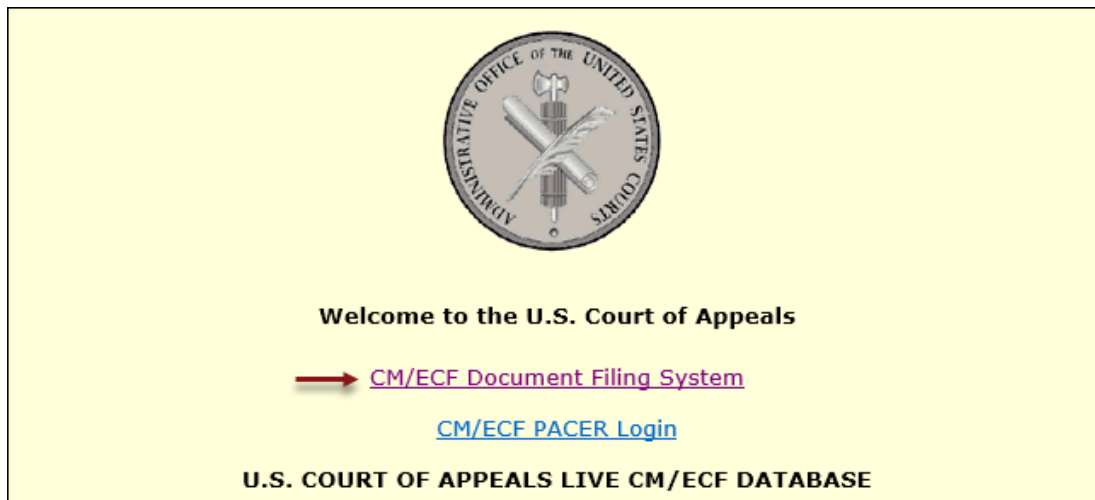 ADMINISTRATIVE OFFICE OF THE UNITED STATES COURTS
Welcome to the U.S. Court of Appeals
CM/ECF Document Filing System
CM/ECF PACER Login
U.S. COURT OF APPEALS LIVE CM/ECF DATABASE